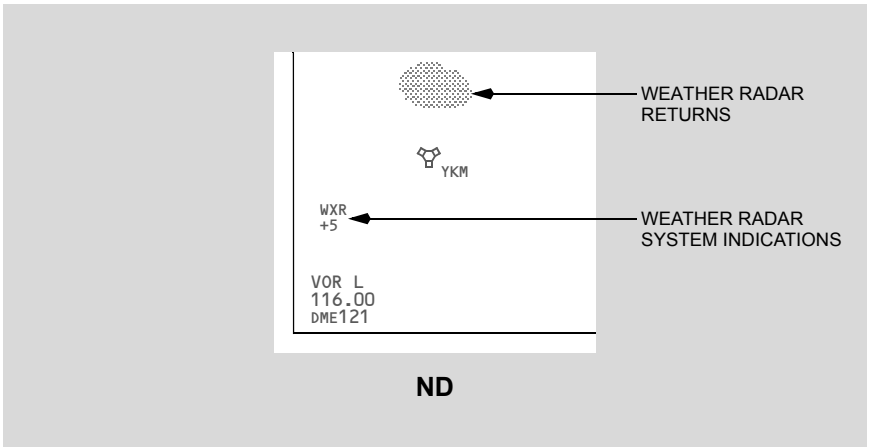 WEATHER RADAR
RETURNS
YKM
WXR
+5
WEATHER RADAR
SYSTEM INDICATIONS
VOR L
116.00
DME121
ND